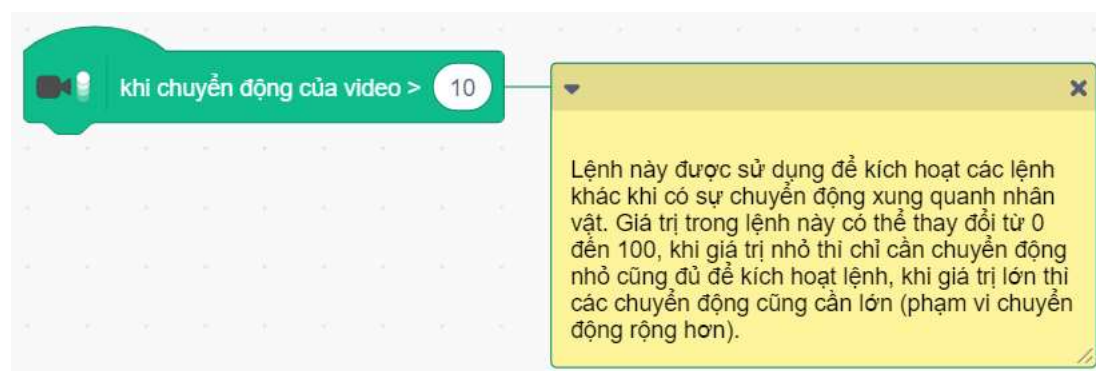 khi chuyển động của video > 10
Lệnh này được sử dụng để kích hoạt các lệnh
khác khi có sự chuyển động xung quanh nhân
vật. Giá trị trong lệnh này có thể thay đổi từ 0
đến 100, khi giá trị nhỏ thì chỉ cần chuyển động
nhỏ cũng đủ để kích hoạt lệnh, khi giá trị lớn thì
các chuyển động cũng cần lớn (phạm vi chuyển
động rộng hơn).